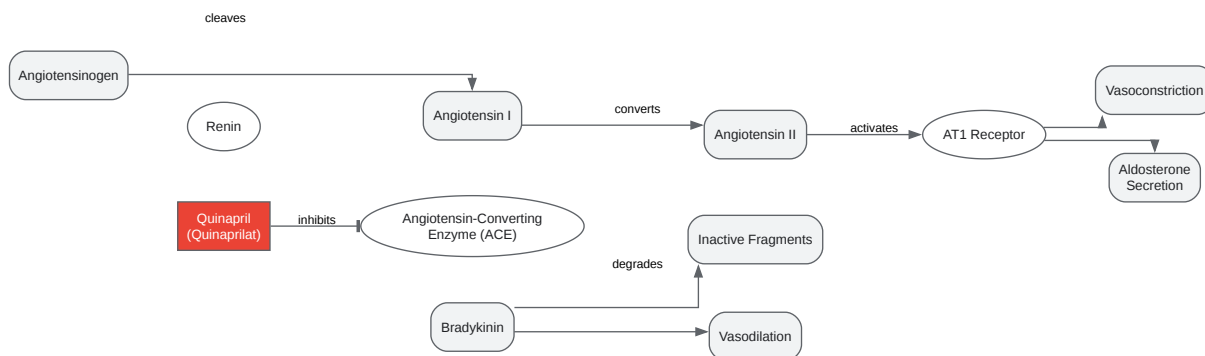 cleaves
Angiotensinogen
Renin
Angiotensin I
converts
Angiotensin II
activates
AT1 Receptor
Vasoconstriction
Aldosterone
Secretion
Quinapril
(Quinaprilat)
inhibits
Angiotensin-Converting
Enzyme (ACE)
Inactive Fragments
degrades
Bradykinin
Vasodilation